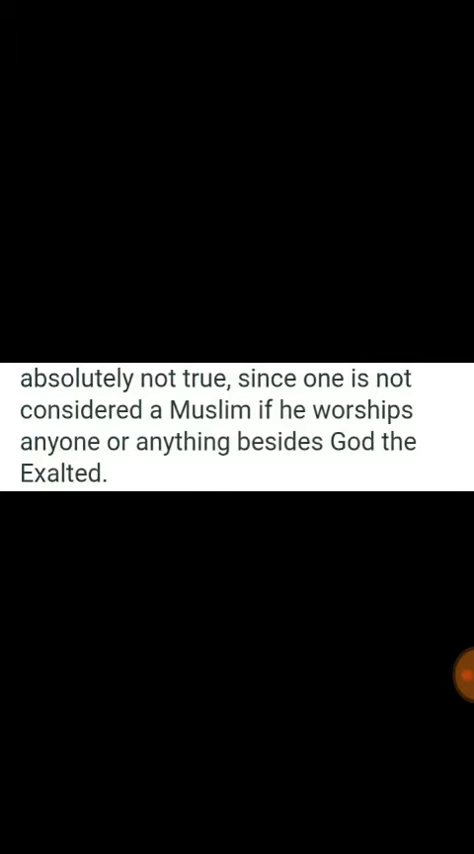 absolutely not true, since one is not
considered a Muslim if he worships
anyone or anything besides God the
Exalted.